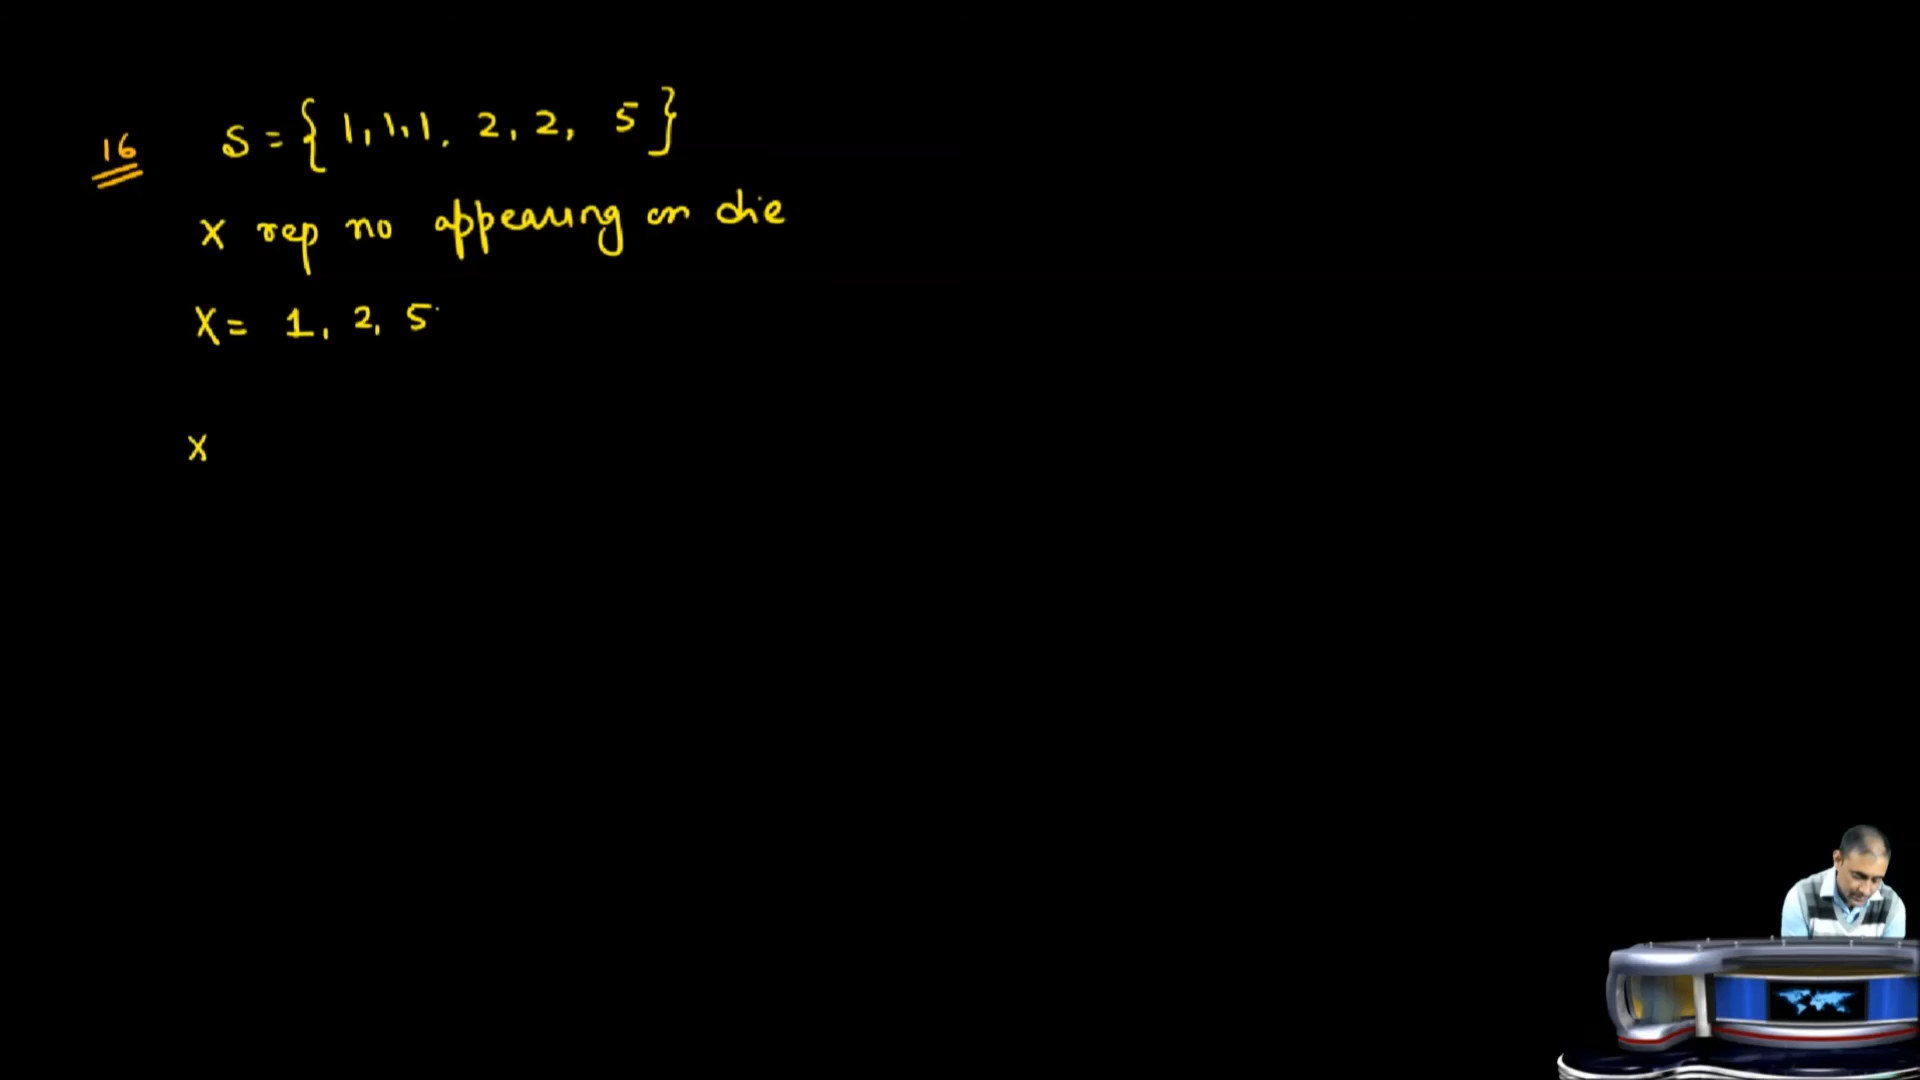 16 S = { 1, 1, 1, 2, 2, 5 }
X rep no appearing on die
X = 1, 2, 5
X